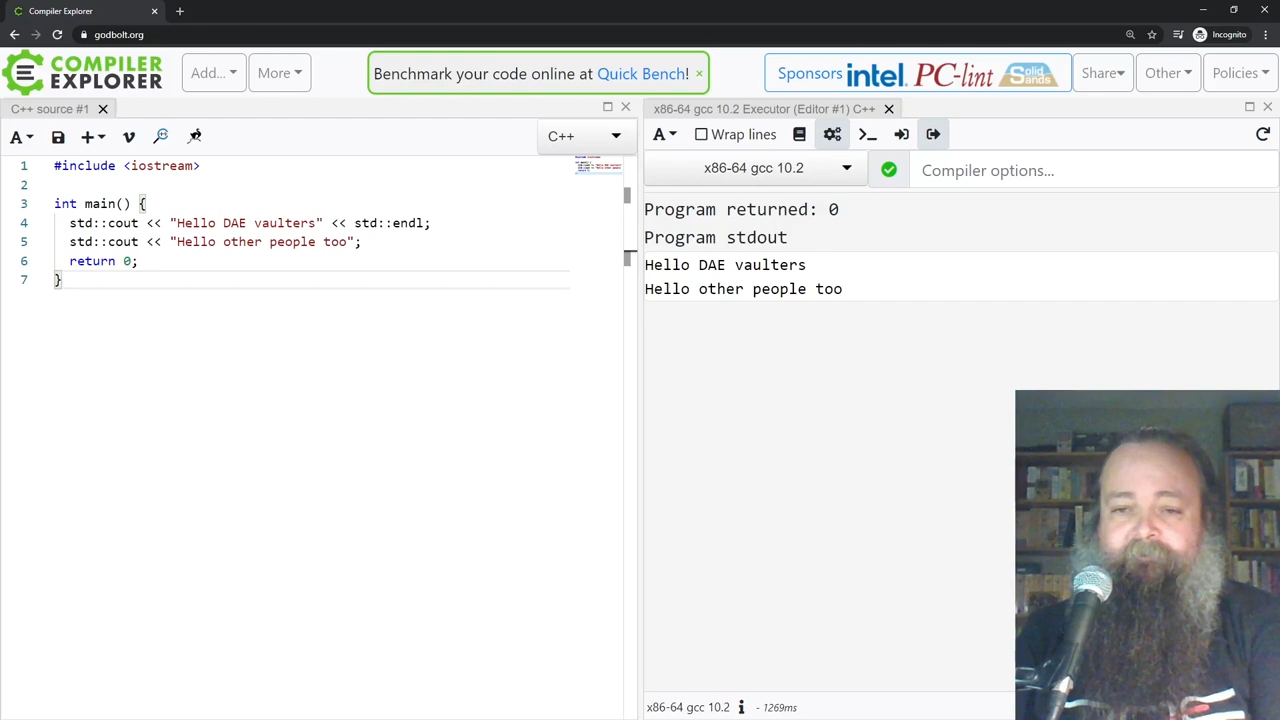 Compiler Explorer
godbolt.org
Incognito
COMPILER
EXPLORER
Add...
More
Benchmark your code online at Quick Bench! ×
Sponsors intel. PC-lint Solid Sands
Share
Other
Policies
C++ source #1
A
C++
1 #include <iostream>
2
3 int main() {
4 std::cout << "Hello DAE vaulters" << std::endl;
5 std::cout << "Hello other people too";
6 return 0;
7 }
x86-64 gcc 10.2 Executor (Editor #1) C++
A Wrap lines
x86-64 gcc 10.2
Compiler options...
Program returned: 0
Program stdout
Hello DAE vaulters
Hello other people too
x86-64 gcc 10.2 i - 1269ms